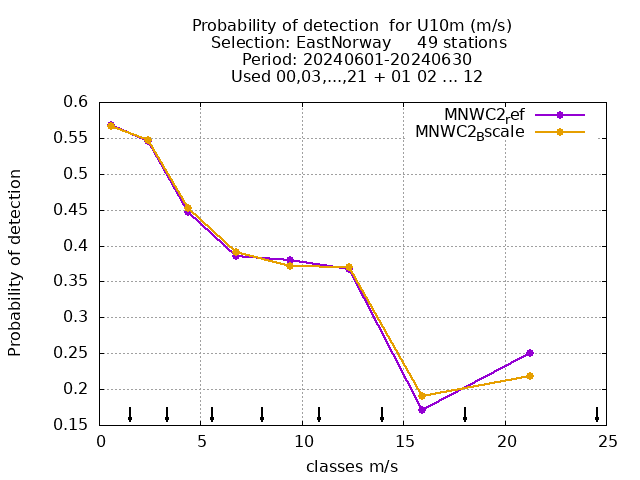 Probability of detection  for U10m (m/s)
Selection: EastNorway     49 stations
Period: 20240601-20240630
Used 00,03,...,21 + 01 02 ... 12
MNWC2ref
MNWC2Bscale
Probability of detection
0.6
0.55
0.5
0.45
0.4
0.35
0.3
0.25
0.2
0.15
0 5 10 15 20 25
classes m/s